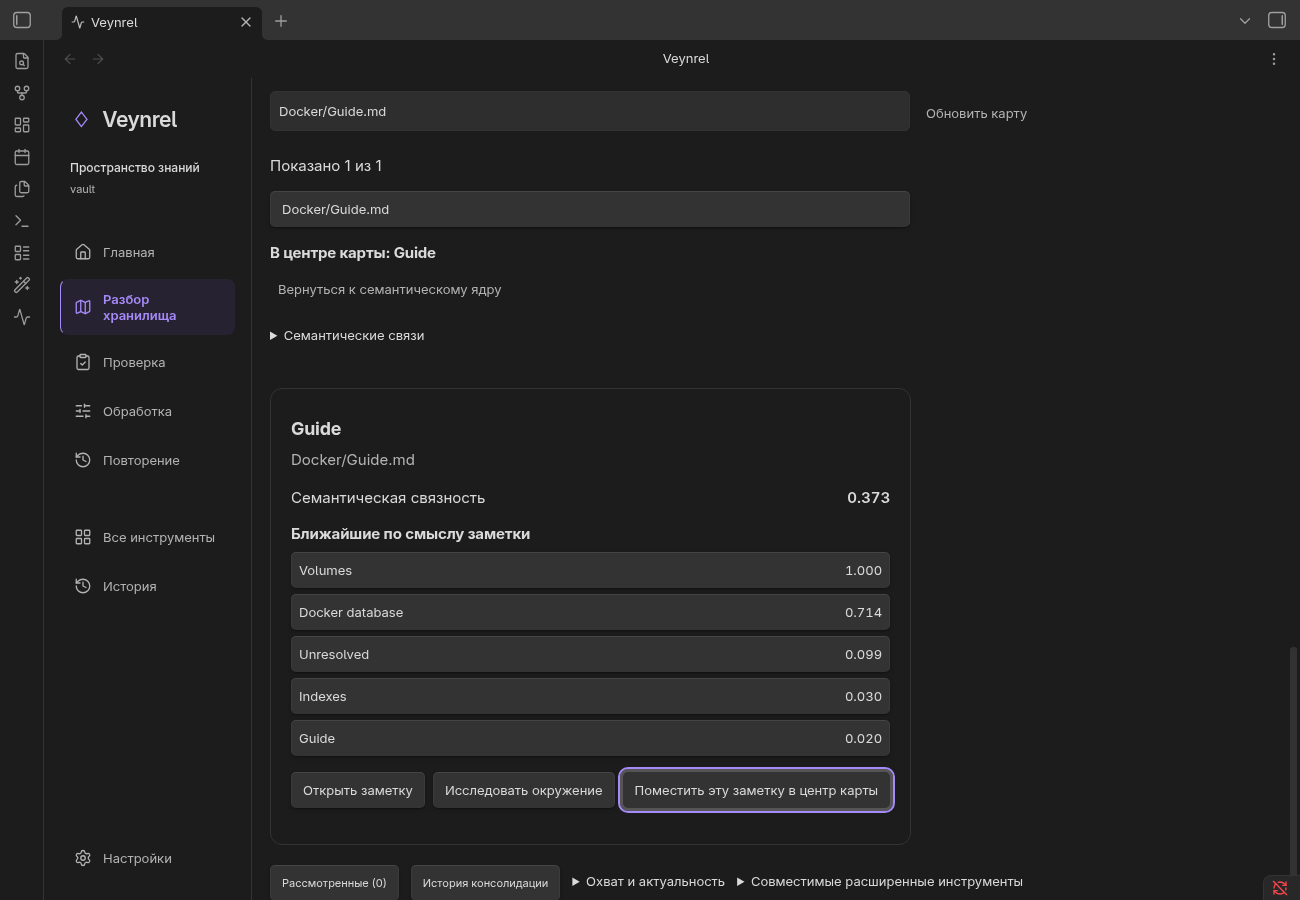 Veynrel
Veynrel
Veynrel
Пространство знаний
vault
Главная
Разбор
хранилища
Проверка
Обработка
Повторение
Все инструменты
История
Настройки
Docker/Guide.md
Обновить карту
Показано 1 из 1
Docker/Guide.md
В центре карты: Guide
Вернуться к семантическому ядру
Семантические связи
Guide
Docker/Guide.md
Семантическая связность 0.373
Ближайшие по смыслу заметки
Volumes 1.000
Docker database 0.714
Unresolved 0.099
Indexes 0.030
Guide 0.020
Открыть заметку Исследовать окружение Поместить эту заметку в центр карты
Рассмотренные (0) История консолидации Охват и актуальность Совместимые расширенные инструменты